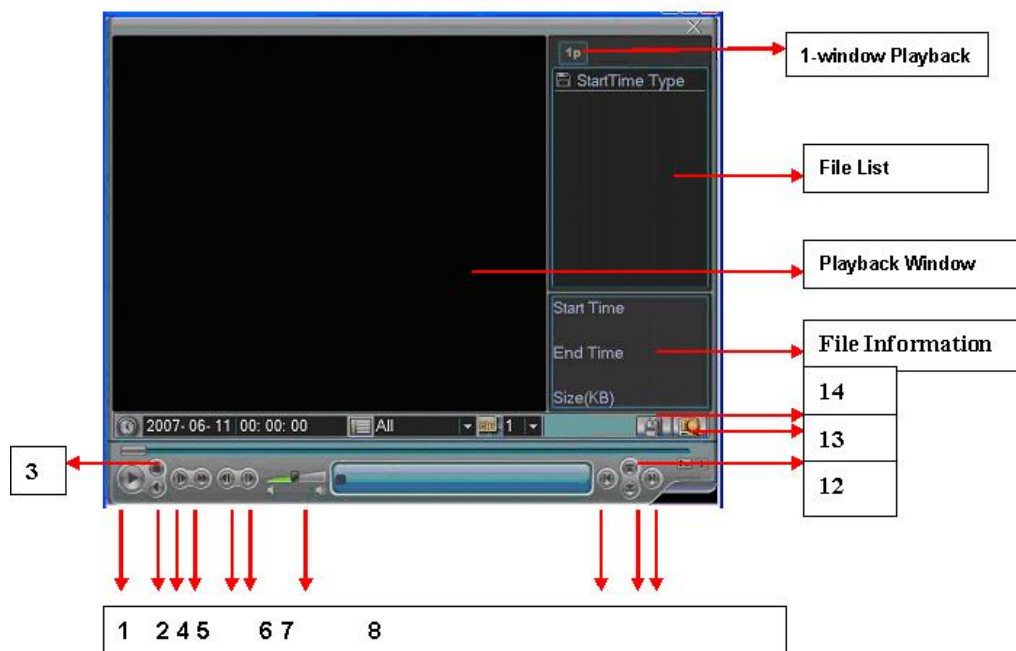 1p
1-window Playback
StartTime Type
File List
Playback Window
Start Time
End Time
Size(KB)
File Information
14
13
12
2007- 06- 11 00: 00: 00
All
1
3
1 2 4 5 6 7 8